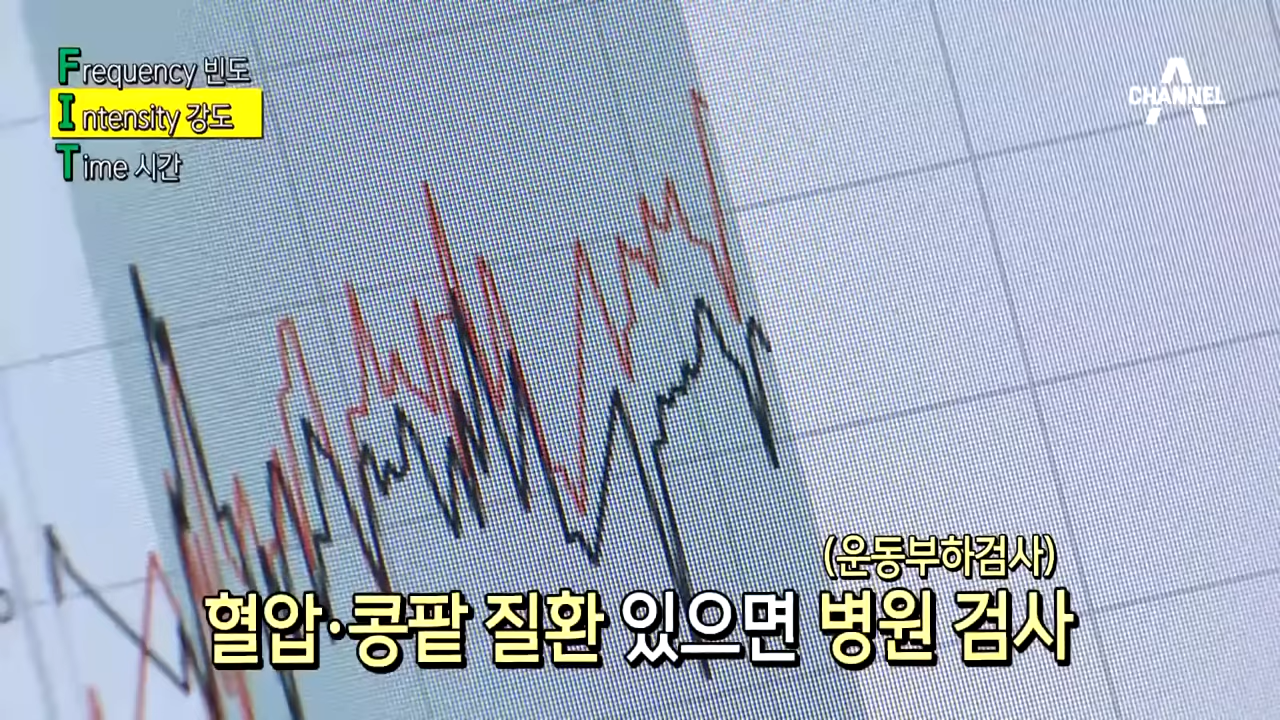 Frequency 빈도
Intensity 강도
Time 시간
CHANNEL A
(운동부하검사)
혈압·콩팥 질환 있으면 병원 검사